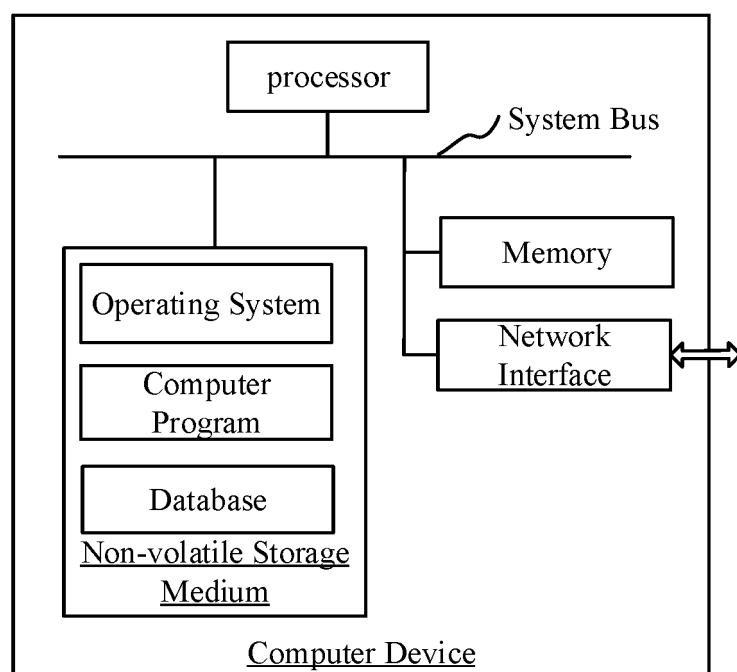 processor
System Bus
Operating System
Computer
Program
Database
Non-volatile Storage
Medium
Memory
Network
Interface
Computer Device